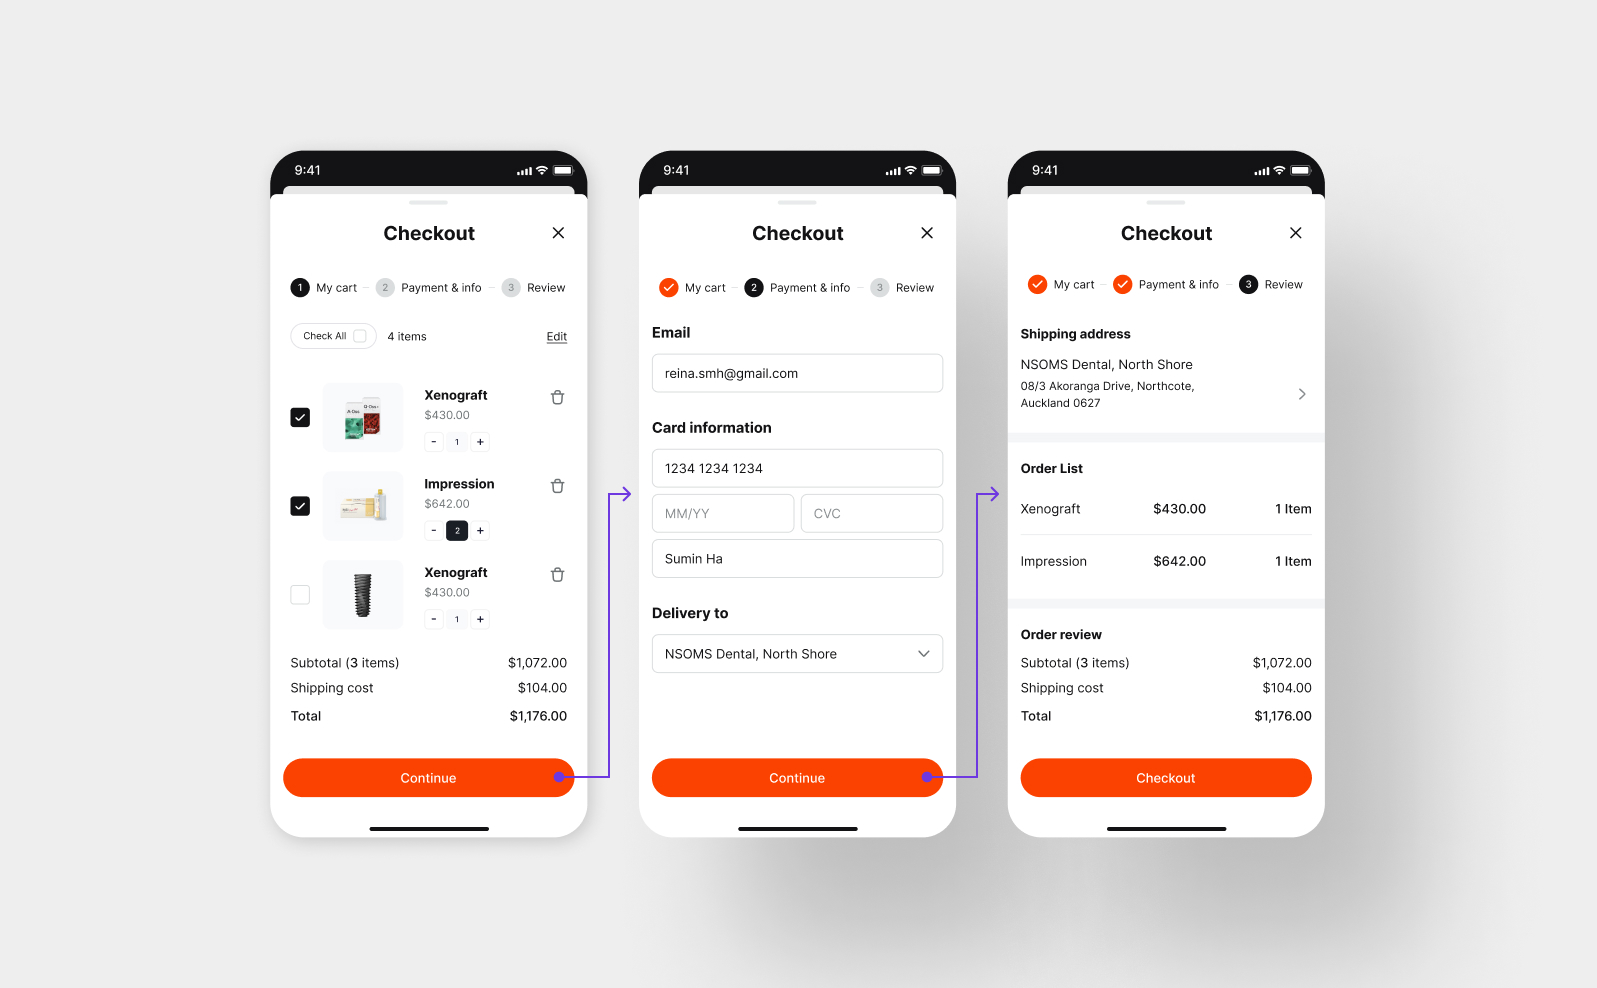 9:41
Checkout
1 My cart 2 Payment & info 3 Review
Check All 4 items Edit
Xenograft
$430.00
- 1 +
Impression
$642.00
- 2 +
Xenograft
$430.00
- 1 +
Subtotal (3 items) $1,072.00
Shipping cost $104.00
Total $1,176.00
Continue
9:41
Checkout
My cart 2 Payment & info 3 Review
Email
reina.smh@gmail.com
Card information
1234 1234 1234
MM/YY CVC
Sumin Ha
Delivery to
NSOMS Dental, North Shore
Continue
9:41
Checkout
My cart Payment & info 3 Review
Shipping address
NSOMS Dental, North Shore
08/3 Akoranga Drive, Northcote,
Auckland 0627
Order List
Xenograft $430.00 1 Item
Impression $642.00 1 Item
Order review
Subtotal (3 items) $1,072.00
Shipping cost $104.00
Total $1,176.00
Checkout